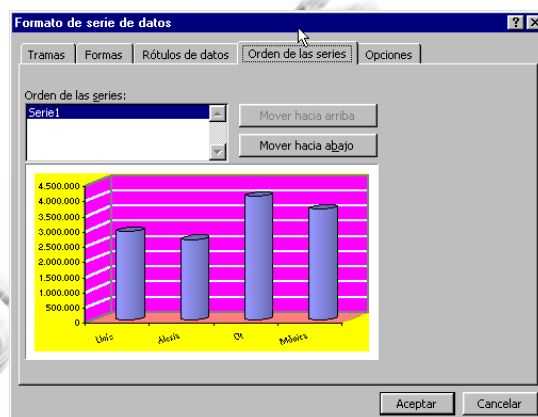 Formato de serie de datos
Tramas Formas Rótulos de datos Orden de las series Opciones
Orden de las series:
Serie1
Mover hacia arriba
Mover hacia abajo
4.500.000
4.000.000
3.500.000
3.000.000
2.500.000
2.000.000
1.500.000
1.000.000
500.000
0
Alexis Mónica
Aceptar Cancelar